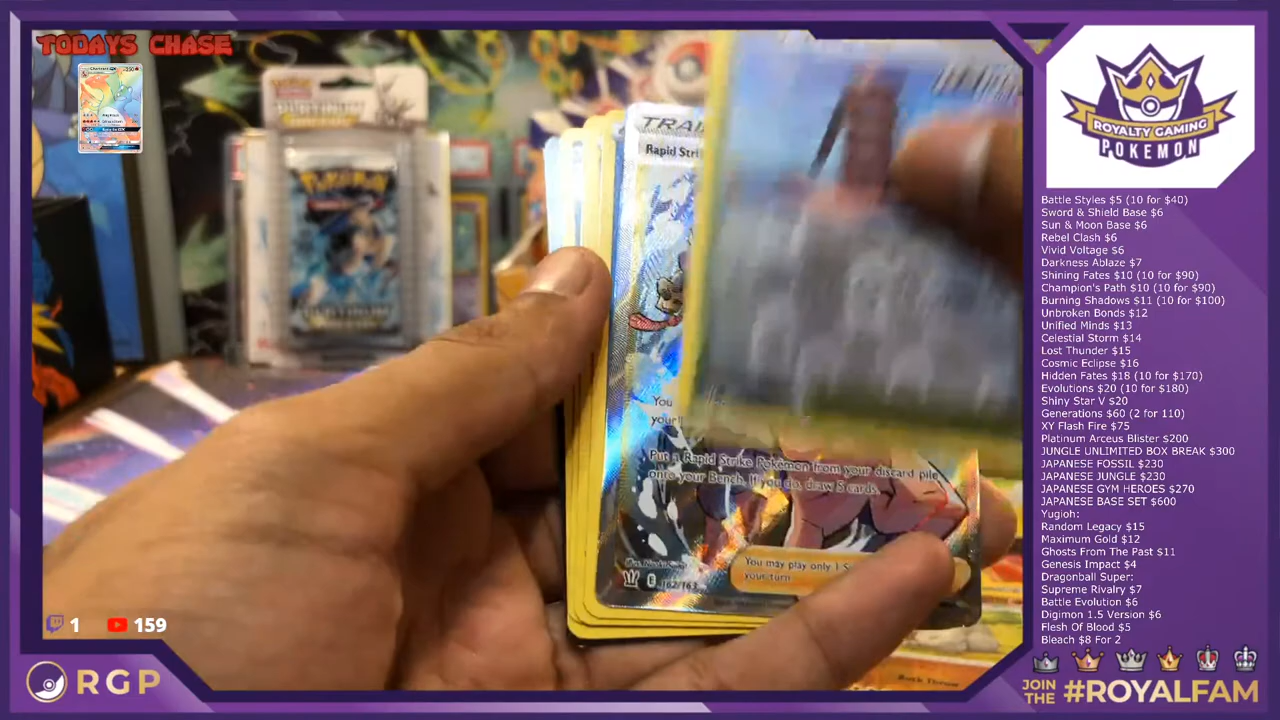 TODAYS CHASE
POKEMON
TRAI
Rapid Stri
You
your
Put a Rapid Strike Pokémon from your discard pile
onto your Bench. If you do, draw 5 cards.
You may play only 1 S
your turn
162/163
1
159
RGP
ROYALTY GAMING
POKEMON
Battle Styles $5 (10 for $40)
Sword & Shield Base $6
Sun & Moon Base $6
Rebel Clash $6
Vivid Voltage $6
Darkness Ablaze $7
Shining Fates $10 (10 for $90)
Champion's Path $10 (10 for $90)
Burning Shadows $11 (10 for $100)
Unbroken Bonds $12
Unified Minds $13
Celestial Storm $14
Lost Thunder $15
Cosmic Eclipse $16
Hidden Fates $18 (10 for $170)
Evolutions $20 (10 for $180)
Shiny Star V $20
Generations $60 (2 for 110)
XY Flash Fire $75
Platinum Arceus Blister $200
JUNGLE UNLIMITED BOX BREAK $300
JAPANESE FOSSIL $230
JAPANESE JUNGLE $230
JAPANESE GYM HEROES $270
JAPANESE BASE SET $600
Yugioh:
Random Legacy $15
Maximum Gold $12
Ghosts From The Past $11
Genesis Impact $4
Dragonball Super:
Supreme Rivalry $7
Battle Evolution $6
Digimon 1.5 Version $6
Flesh Of Blood $5
Bleach $8 For 2
JOIN
THE
#ROYALFAM